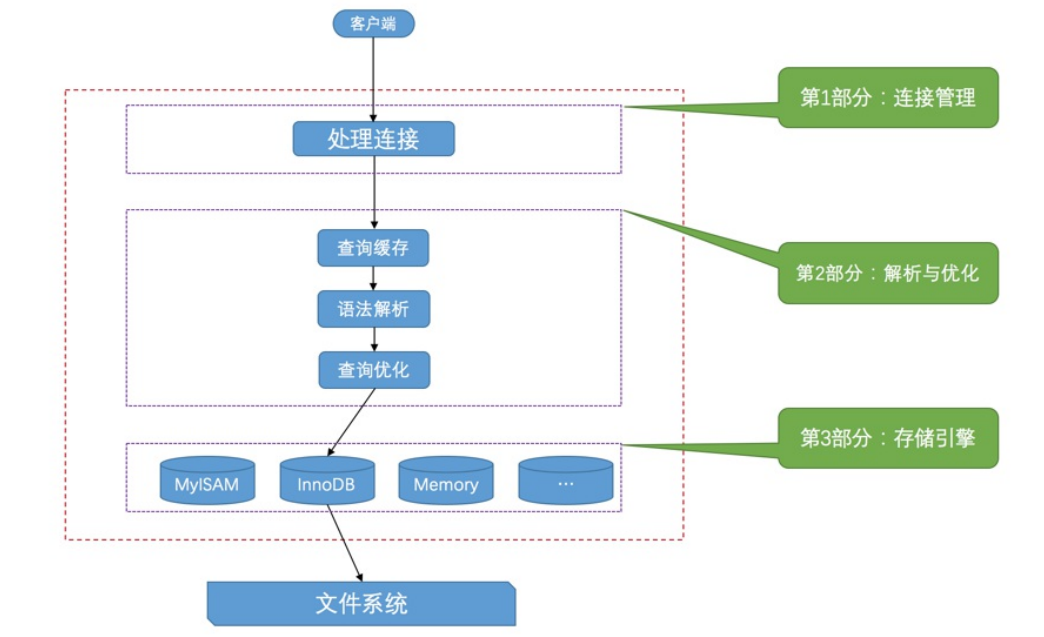 客户端
第1部分：连接管理
处理连接
查询缓存
第2部分：解析与优化
语法解析
查询优化
第3部分：存储引擎
MyISAM
InnoDB
Memory
…
文件系统